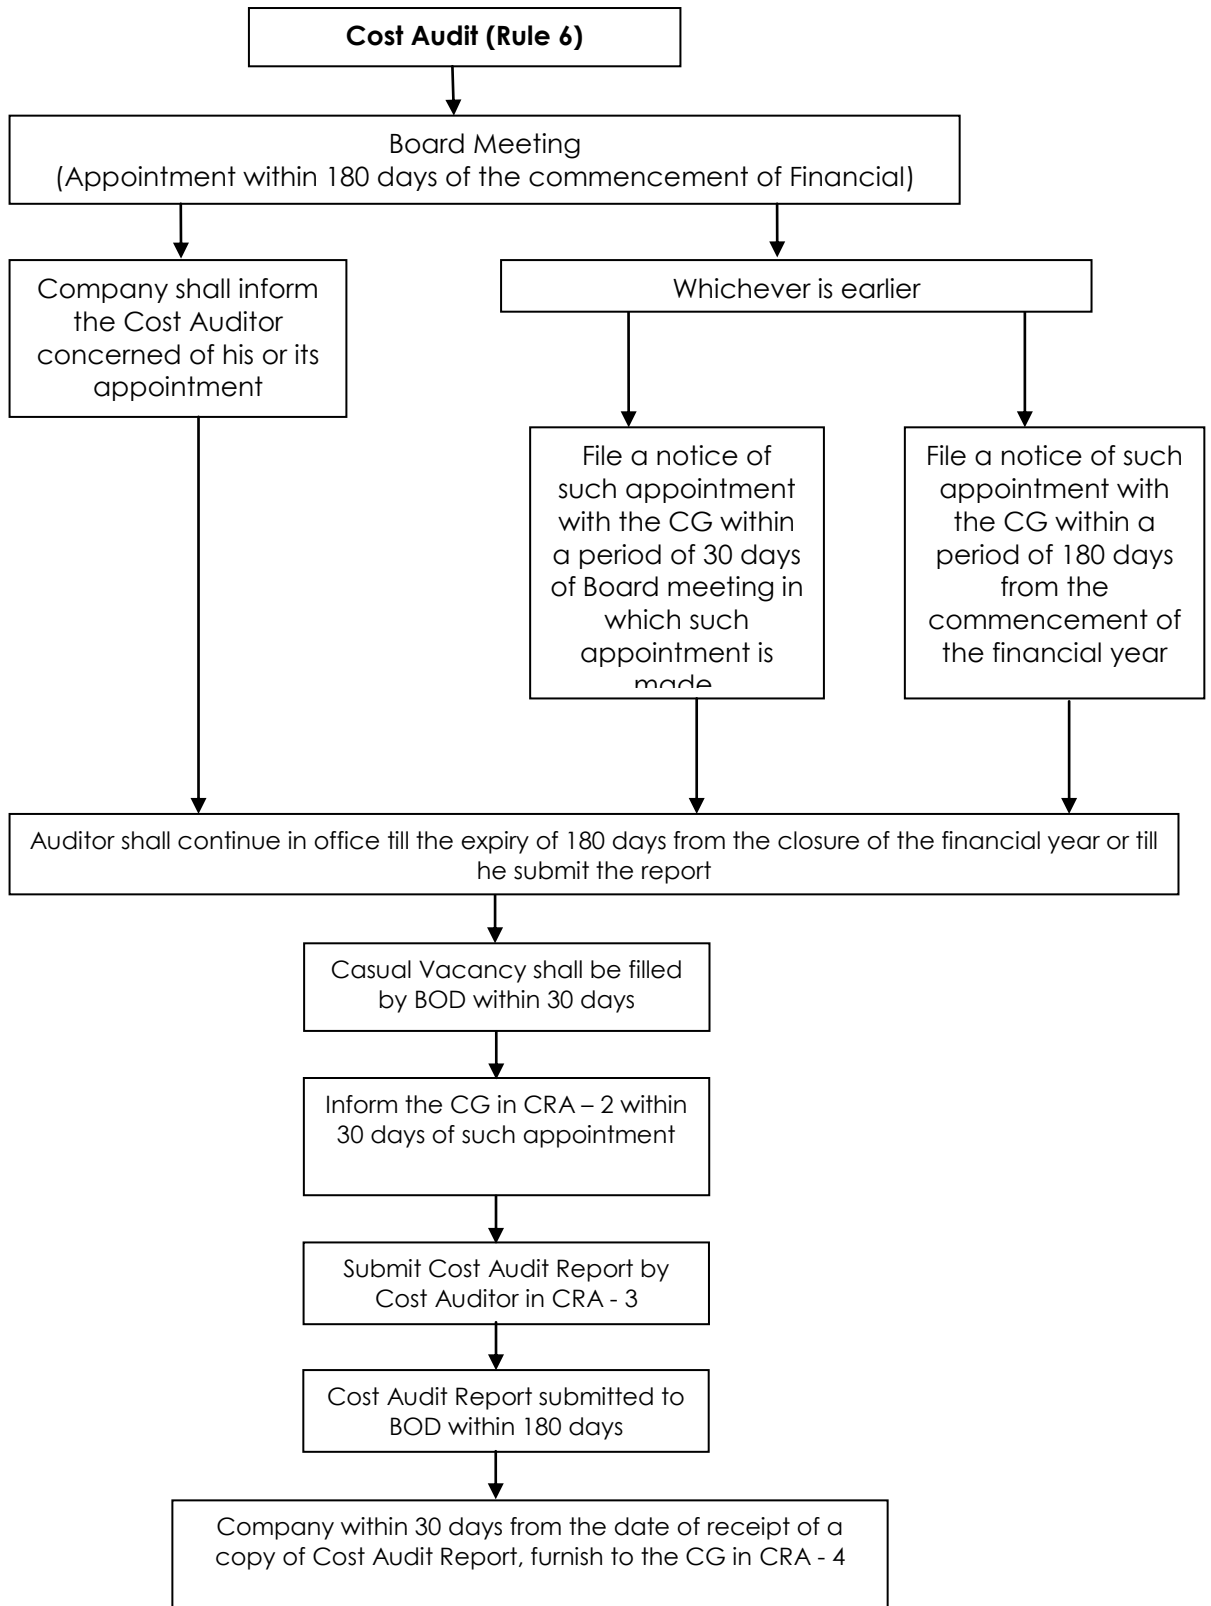 Cost Audit (Rule 6)
Board Meeting
(Appointment within 180 days of the commencement of Financial)
Company shall inform
the Cost Auditor
concerned of his or its
appointment
Whichever is earlier
File a notice of
such appointment
with the CG within
a period of 30 days
of Board meeting in
which such
appointment is
made
File a notice of such
appointment with
the CG within a
period of 180 days
from the
commencement of
the financial year
Auditor shall continue in office till the expiry of 180 days from the closure of the financial year or till
he submit the report
Casual Vacancy shall be filled
by BOD within 30 days
Inform the CG in CRA – 2 within
30 days of such appointment
Submit Cost Audit Report by
Cost Auditor in CRA - 3
Cost Audit Report submitted to
BOD within 180 days
Company within 30 days from the date of receipt of a
copy of Cost Audit Report, furnish to the CG in CRA - 4